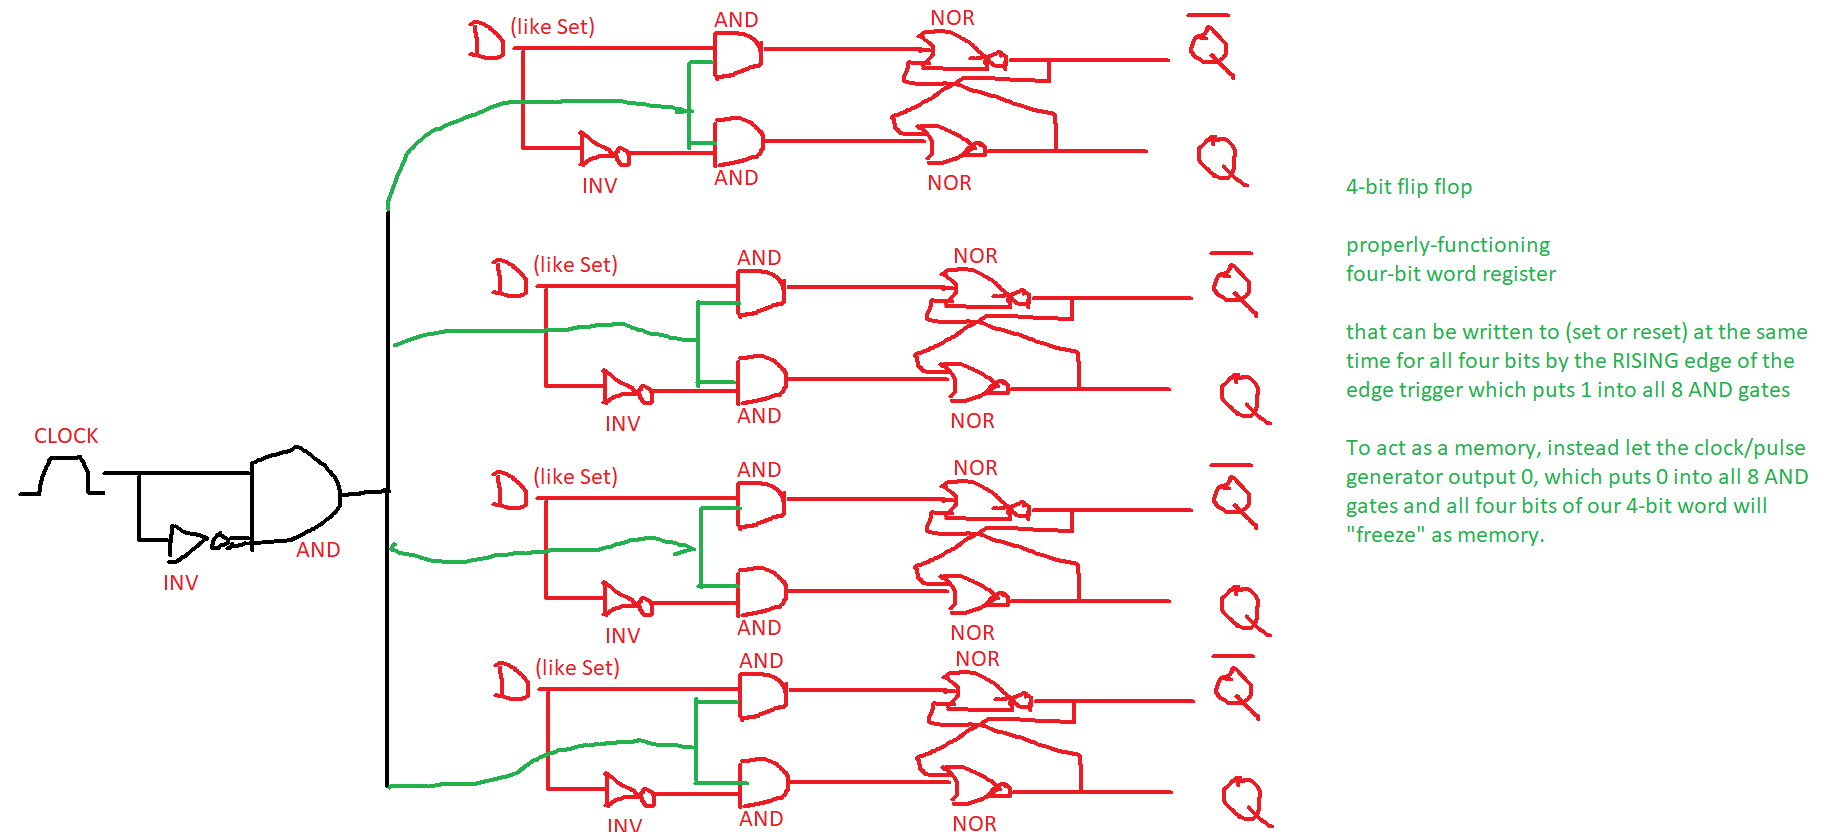 D (like Set) AND NOR Q
INV AND NOR Q
4-bit flip flop
properly-functioning
four-bit word register
that can be written to (set or reset) at the same
time for all four bits by the RISING edge of the
edge trigger which puts 1 into all 8 AND gates
To act as a memory, instead let the clock/pulse
generator output 0, which puts 0 into all 8 AND
gates and all four bits of our 4-bit word will
"freeze" as memory.
D (like Set) AND NOR Q
INV AND NOR Q
CLOCK
INV AND
D (like Set) AND NOR Q
INV AND NOR Q
D (like Set) AND NOR Q
INV AND NOR Q